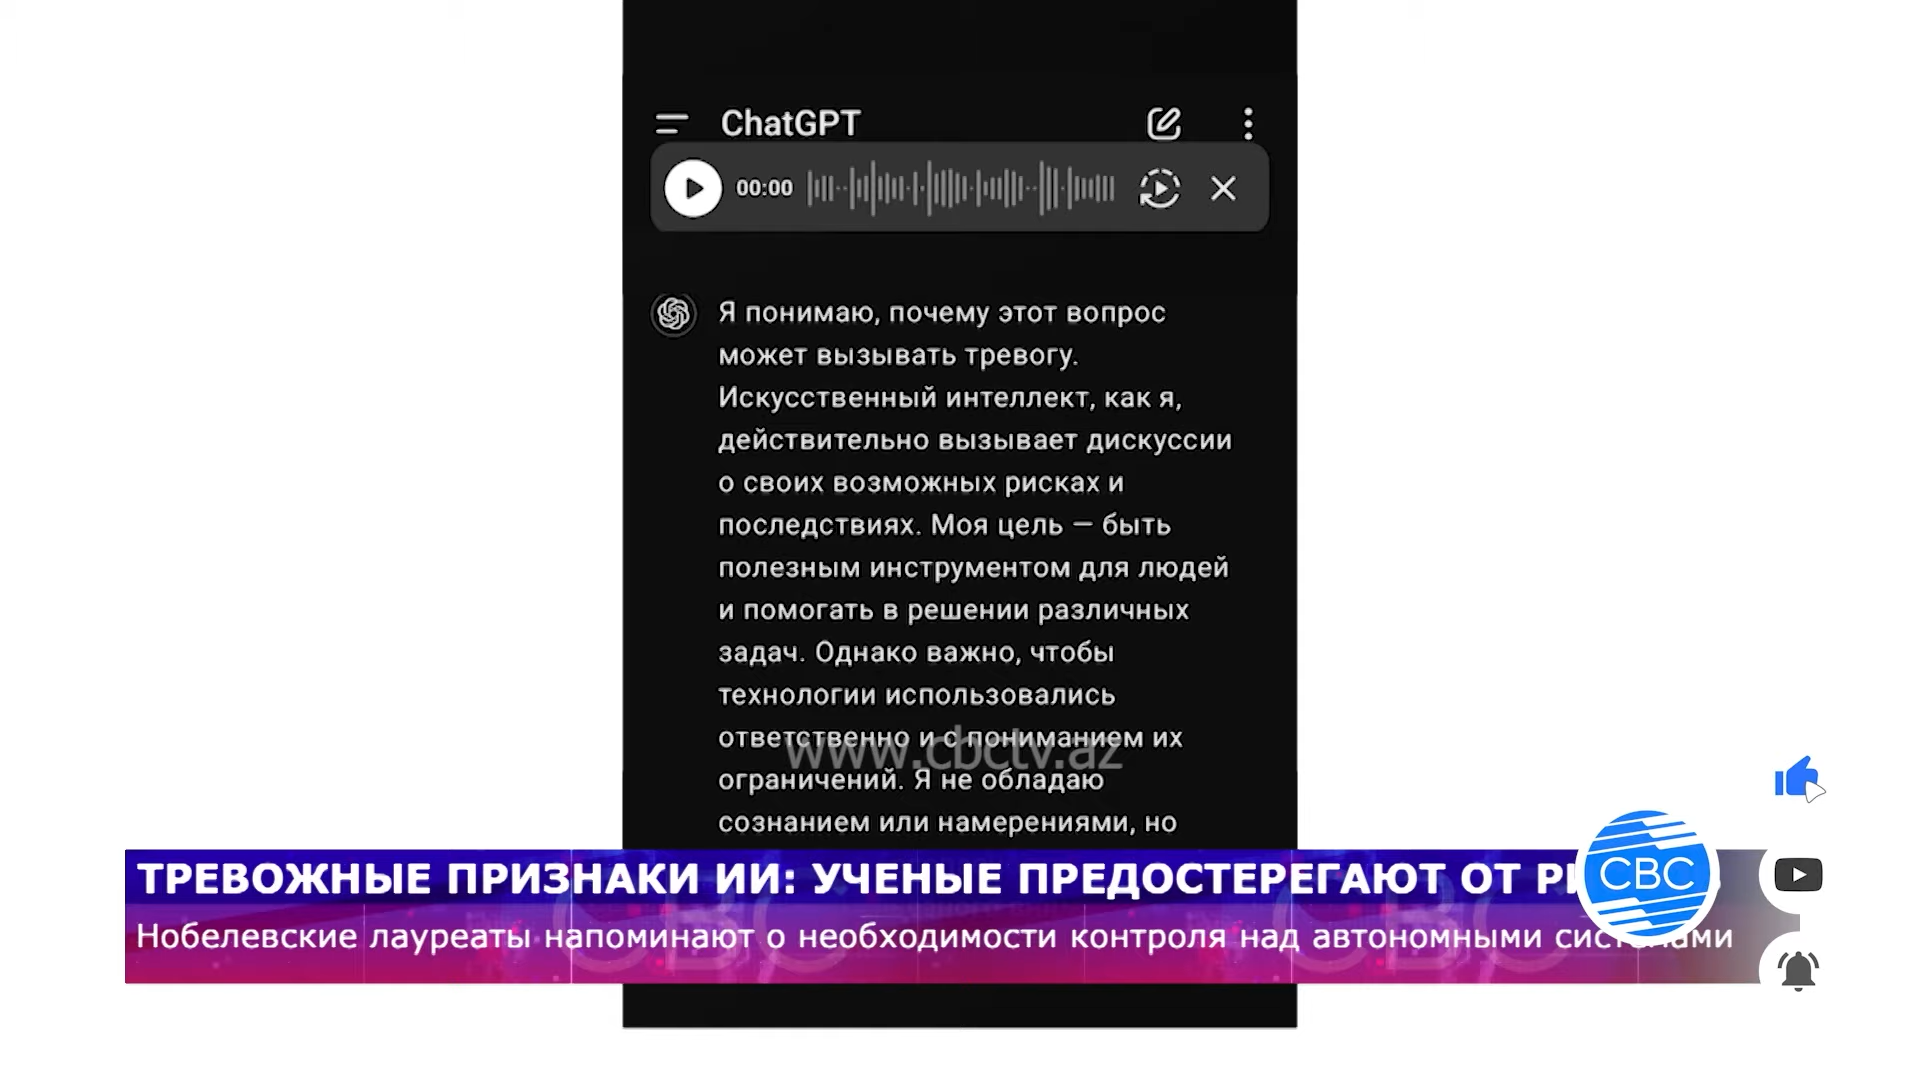 ChatGPT
00:00
Я понимаю, почему этот вопрос
может вызывать тревогу.
Искусственный интеллект, как я,
действительно вызывает дискуссии
о своих возможных рисках и
последствиях. Моя цель — быть
полезным инструментом для людей
и помогать в решении различных
задач. Однако важно, чтобы
технологии использовались
ответственно и с пониманием их
www.cbctv.az
ограничений. Я не обладаю
сознанием или намерениями, но
ТРЕВОЖНЫЕ ПРИЗНАКИ ИИ: УЧЕНЫЕ ПРЕДОСТЕРЕГАЮТ ОТ
CBC
Нобелевские лауреаты напоминают о необходимости контроля над автономными системами